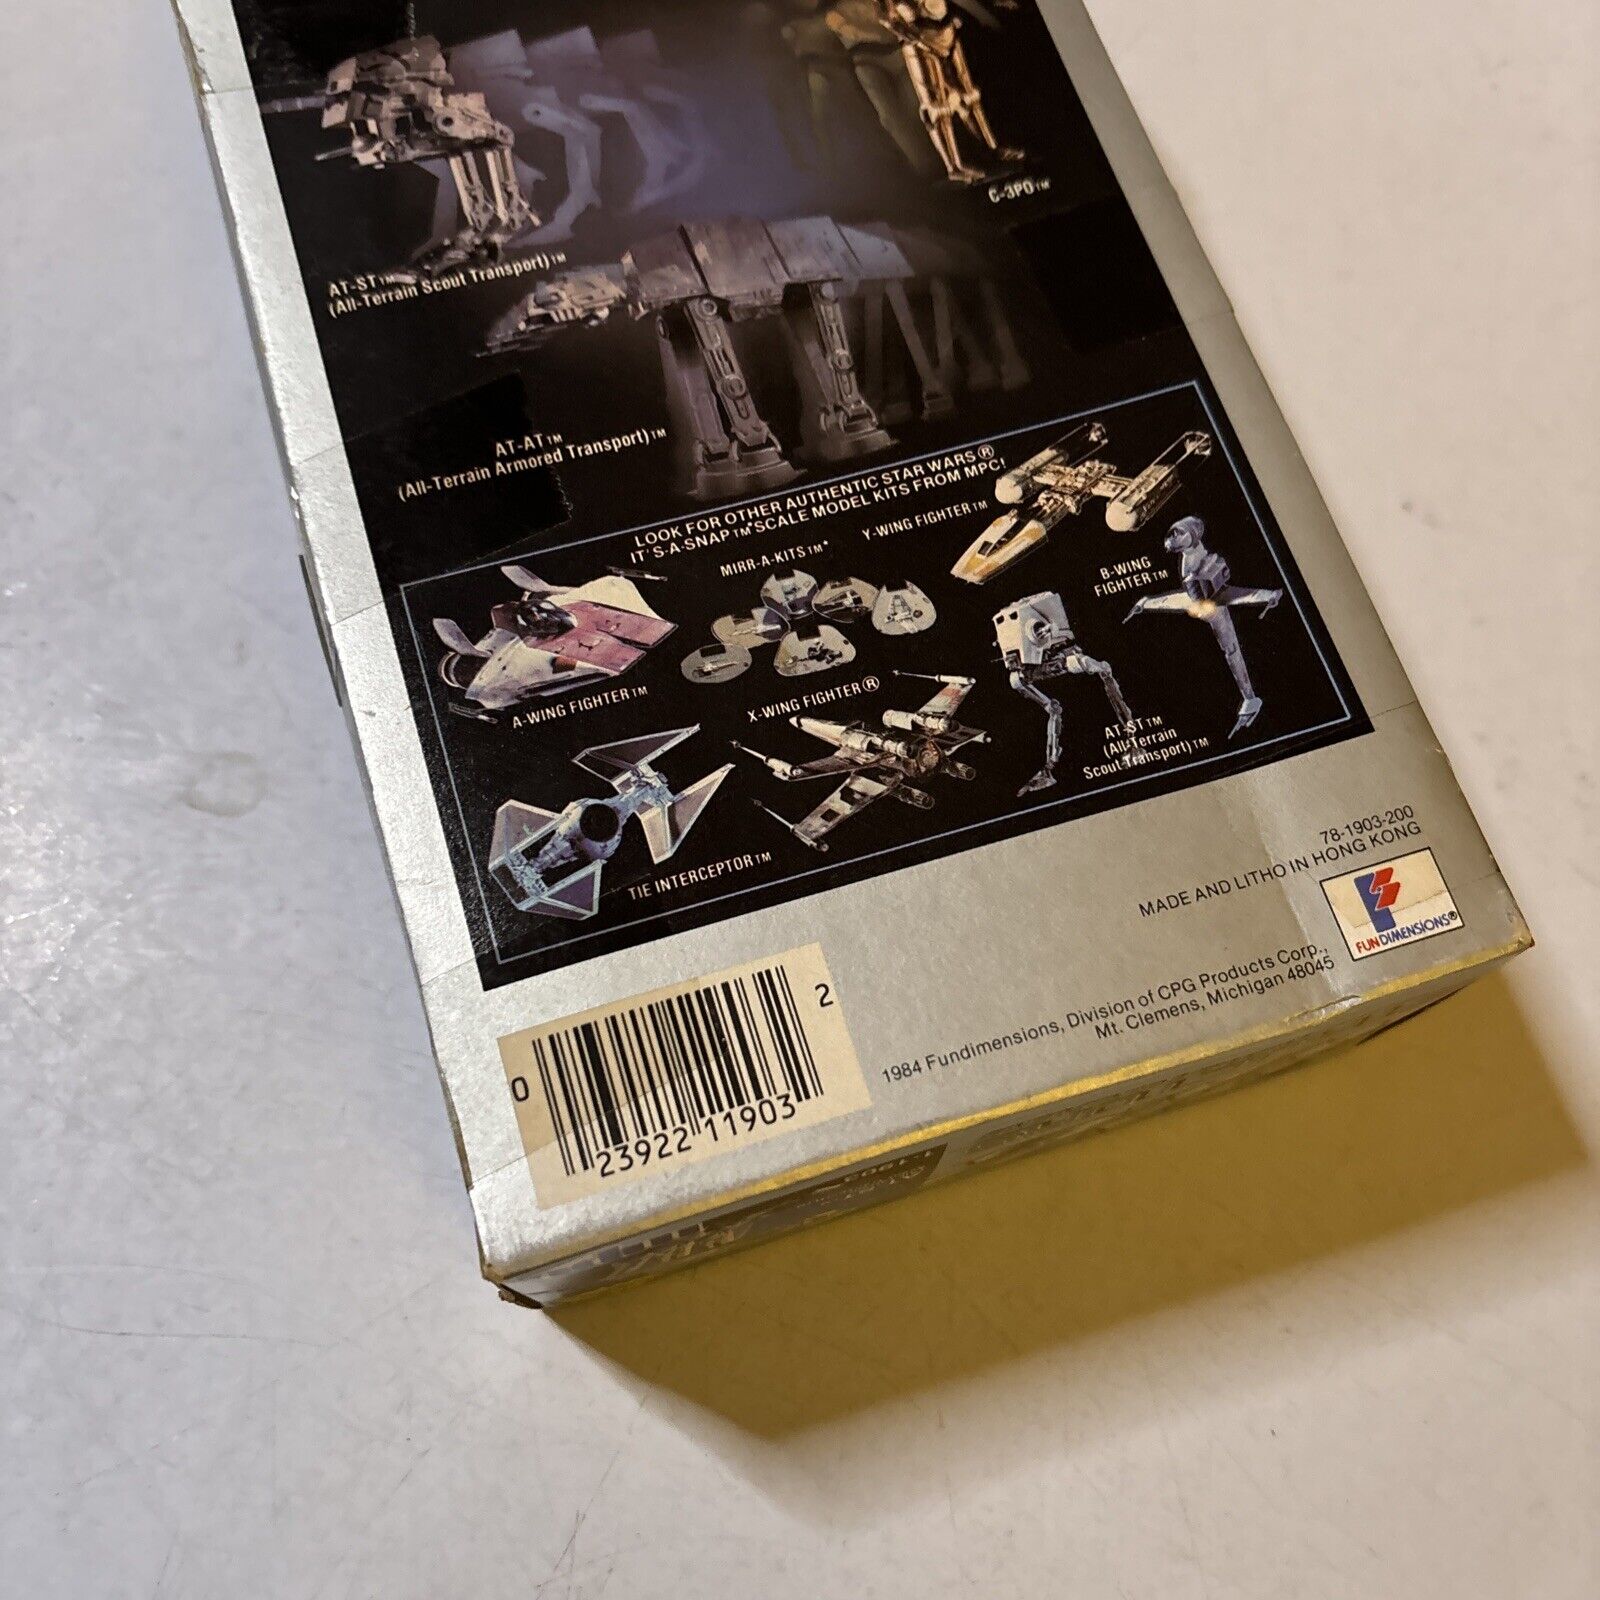 C-3PO™
AT-ST™
(All-Terrain Scout Transport)™
AT-AT™
(All-Terrain Armored Transport)™
LOOK FOR OTHER AUTHENTIC STAR WARS®
IT'S-A-SNAP™* SCALE MODEL KITS FROM MPC!
MIRR-A-KITS™*
Y-WING FIGHTER™
B-WING
FIGHTER™
A-WING FIGHTER™
X-WING FIGHTER®
AT-ST™
(All-Terrain
Scout Transport)™
TIE INTERCEPTOR™
78-1903-200
MADE AND LITHO IN HONG KONG
FUNDIMENSIONS®
1984 Fundimensions, Division of CPG Products Corp.,
Mt. Clemens, Michigan 48045
0 23922 11903 2
1-1903